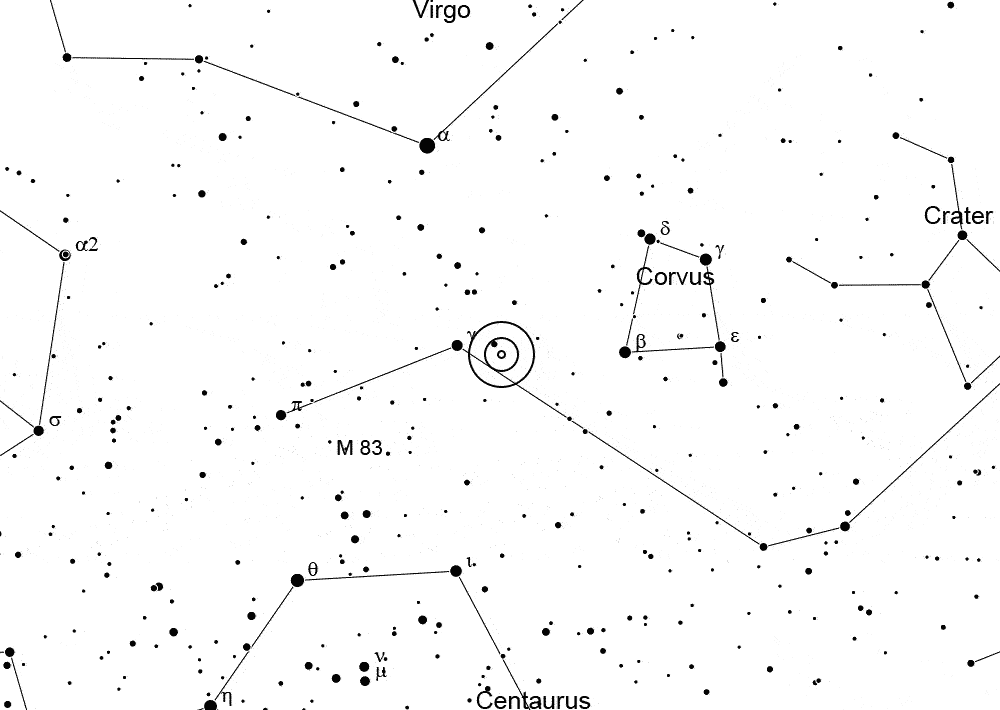 Virgo
α
Crater
δ
α2
γ
Corvus
γ
β
ε
π
σ
M 83
θ
ι
ν
μ
η
Centaurus